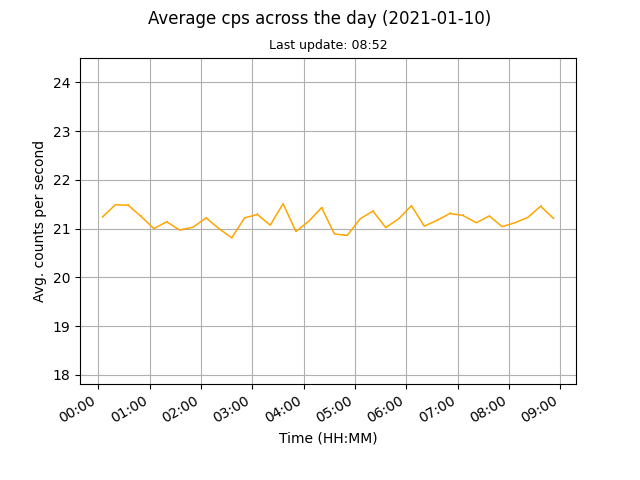 Average cps across the day (2021-01-10)
Last update: 08:52
24
23
22
21
20
19
18
Avg. counts per second
00:00 01:00 02:00 03:00 04:00 05:00 06:00 07:00 08:00 09:00
Time (HH:MM)